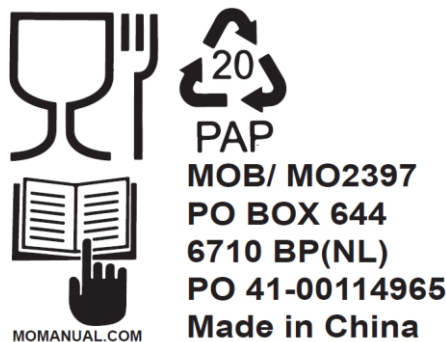 20
PAP
MOB/ MO2397
PO BOX 644
6710 BP(NL)
PO 41-00114965
Made in China
MOMANUAL.COM